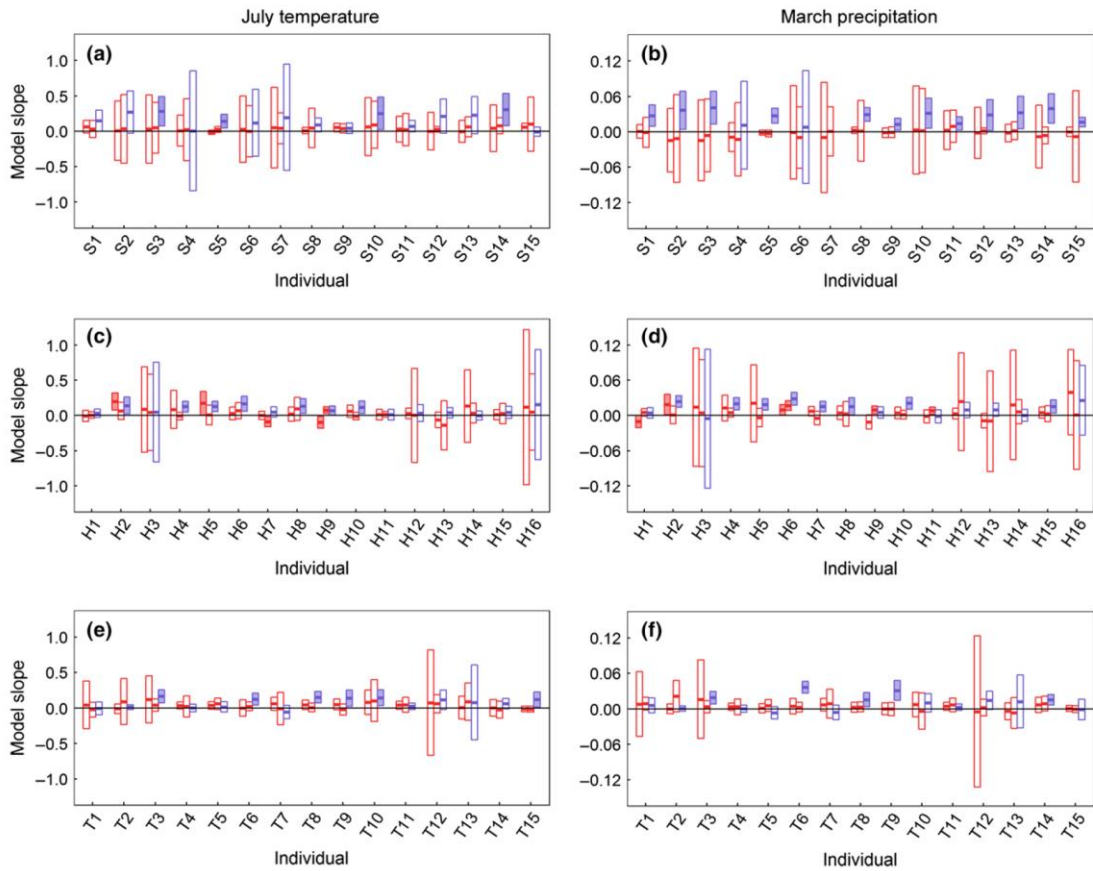 July temperature
March precipitation
(a)
(b)
Model slope
1.0
0.5
0.0
−0.5
−1.0
0.12
0.06
0.00
−0.06
−0.12
S1 S2 S3 S4 S5 S6 S7 S8 S9 S10 S11 S12 S13 S14 S15
S1 S2 S3 S4 S5 S6 S7 S8 S9 S10 S11 S12 S13 S14 S15
Individual
Individual
(c)
(d)
Model slope
1.0
0.5
0.0
−0.5
−1.0
0.12
0.06
0.00
−0.06
−0.12
H1 H2 H3 H4 H5 H6 H7 H8 H9 H10 H11 H12 H13 H14 H15 H16
H1 H2 H3 H4 H5 H6 H7 H8 H9 H10 H11 H12 H13 H14 H15 H16
Individual
Individual
(e)
(f)
Model slope
1.0
0.5
0.0
−0.5
−1.0
0.12
0.06
0.00
−0.06
−0.12
T1 T2 T3 T4 T5 T6 T7 T8 T9 T10 T11 T12 T13 T14 T15
T1 T2 T3 T4 T5 T6 T7 T8 T9 T10 T11 T12 T13 T14 T15
Individual
Individual